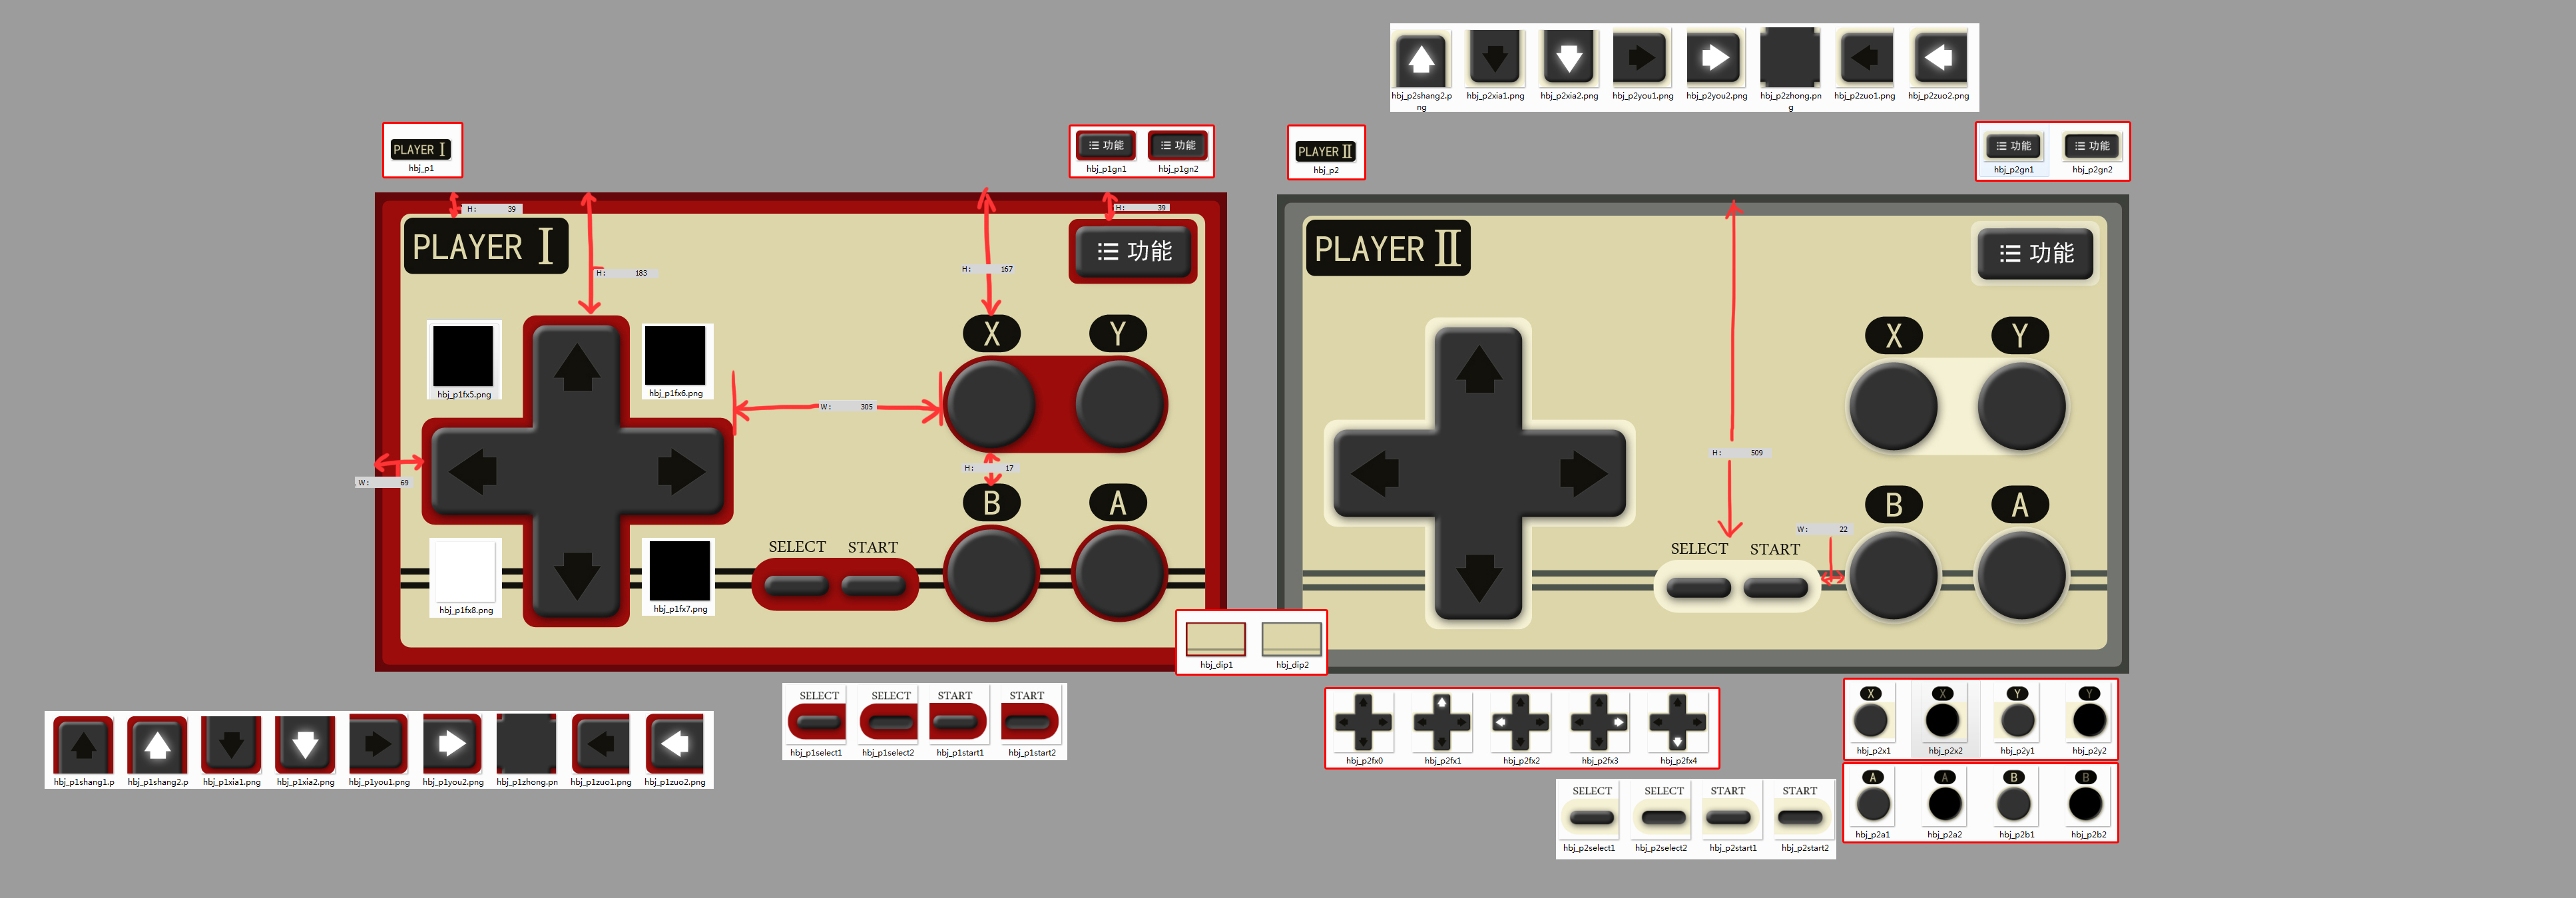 hbj_p2shang2.p
ng
hbj_p2xia1.png
hbj_p2xia2.png
hbj_p2you1.png
hbj_p2you2.png
hbj_p2zhong.pn
g
hbj_p2zuo1.png
hbj_p2zuo2.png
PLAYER I
hbj_p1
功能
hbj_p1gn1
功能
hbj_p1gn2
PLAYER II
hbj_p2
功能
hbj_p2gn1
功能
hbj_p2gn2
H: 39
H: 39
PLAYER I
功能
H: 183
H: 167
X
Y
hbj_p1fx5.png
hbj_p1fx6.png
W: 305
H: 17
W: 69
B
A
SELECT
START
hbj_p1fx8.png
hbj_p1fx7.png
PLAYER II
功能
X
Y
H: 509
B
A
W: 22
SELECT
START
hbj_dip1
hbj_dip2
hbj_p1shang1.p
hbj_p1shang2.p
hbj_p1xia1.png
hbj_p1xia2.png
hbj_p1you1.png
hbj_p1you2.png
hbj_p1zhong.pn
hbj_p1zuo1.png
hbj_p1zuo2.png
SELECT
hbj_p1select1
SELECT
hbj_p1select2
START
hbj_p1start1
START
hbj_p1start2
hbj_p2fx0
hbj_p2fx1
hbj_p2fx2
hbj_p2fx3
hbj_p2fx4
X
hbj_p2x1
X
hbj_p2x2
Y
hbj_p2y1
Y
hbj_p2y2
A
hbj_p2a1
A
hbj_p2a2
B
hbj_p2b1
B
hbj_p2b2
SELECT
hbj_p2select1
SELECT
hbj_p2select2
START
hbj_p2start1
START
hbj_p2start2